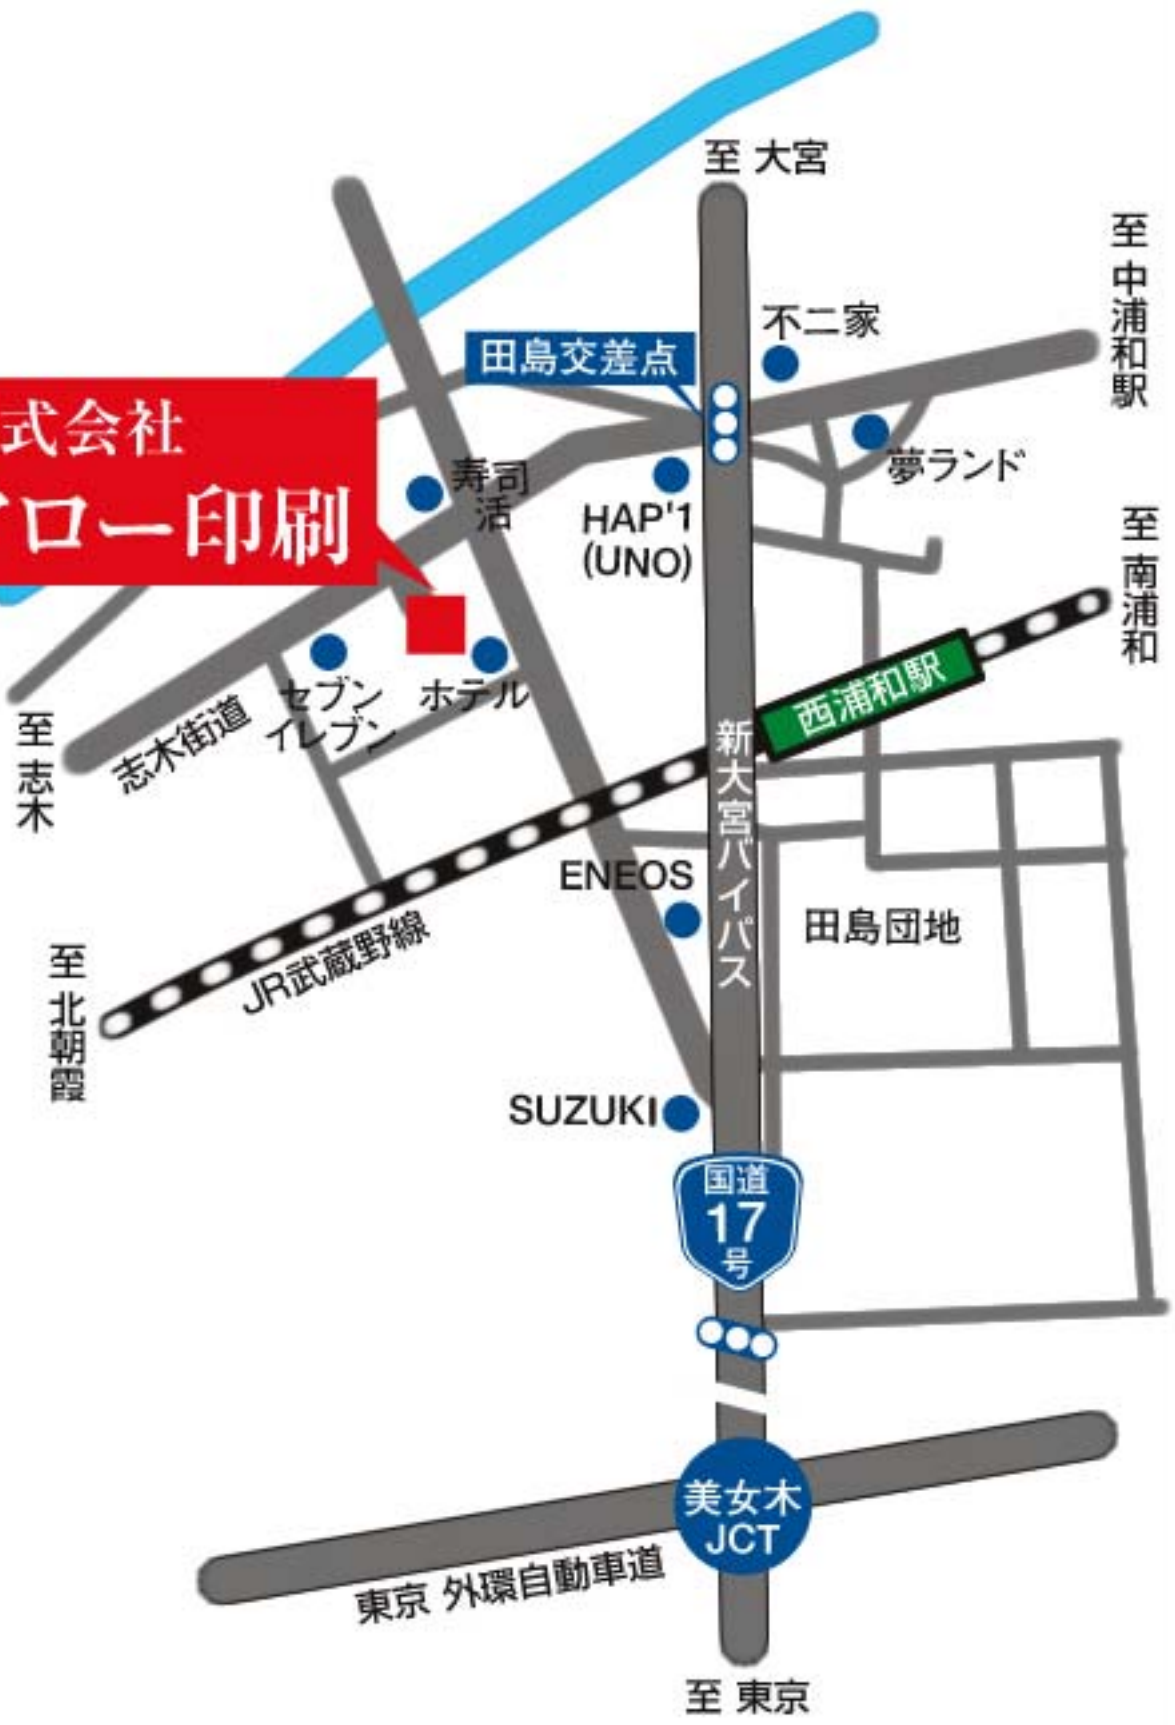 至 大宮
至 中浦和駅
不二家
田島交差点
式会社
ロー印刷
寿司
活
夢ランド
HAP'1
(UNO)
至 南浦和
西浦和駅
セブン
イレブン
ホテル
志木街道
至 志木
新大宮バイパス
ENEOS
田島団地
JR武蔵野線
至 北朝霞
SUZUKI
国道
17
号
美女木
JCT
東京 外環自動車道
至 東京